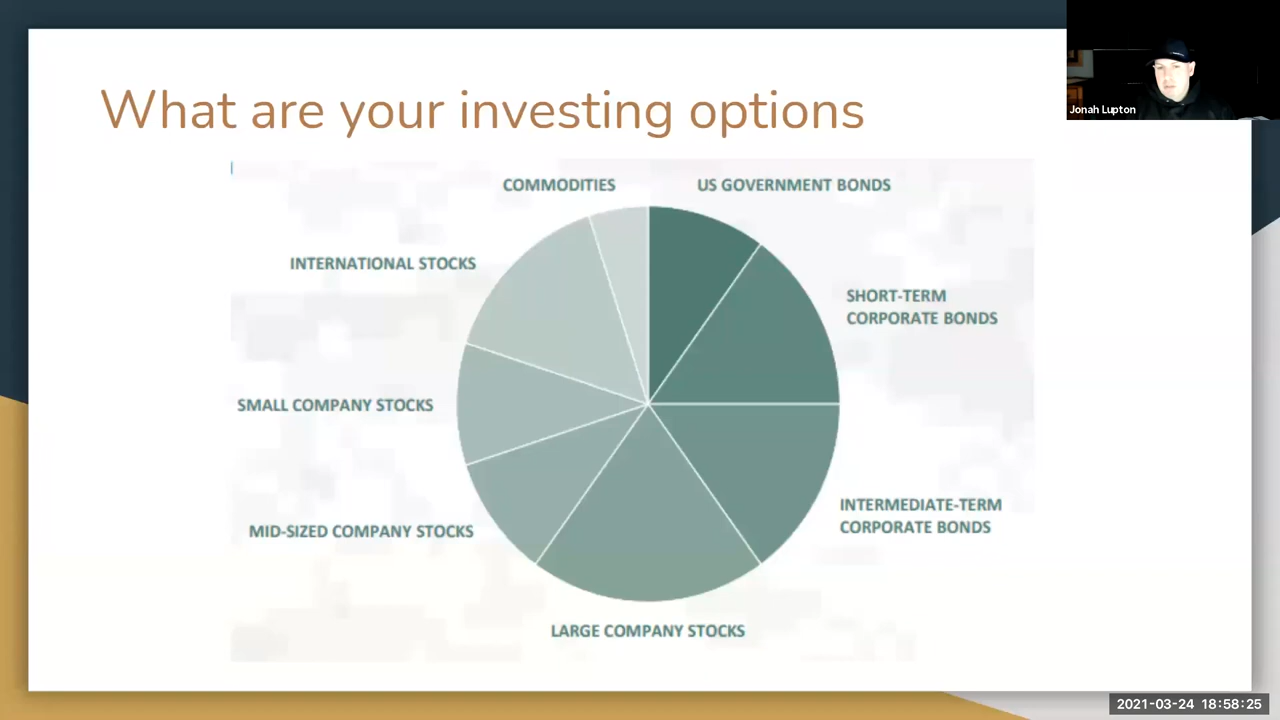 Jonah Lupton
What are your investing options
COMMODITIES
US GOVERNMENT BONDS
INTERNATIONAL STOCKS
SHORT-TERM
CORPORATE BONDS
SMALL COMPANY STOCKS
INTERMEDIATE-TERM
CORPORATE BONDS
MID-SIZED COMPANY STOCKS
LARGE COMPANY STOCKS
2021-03-24 18:58:25